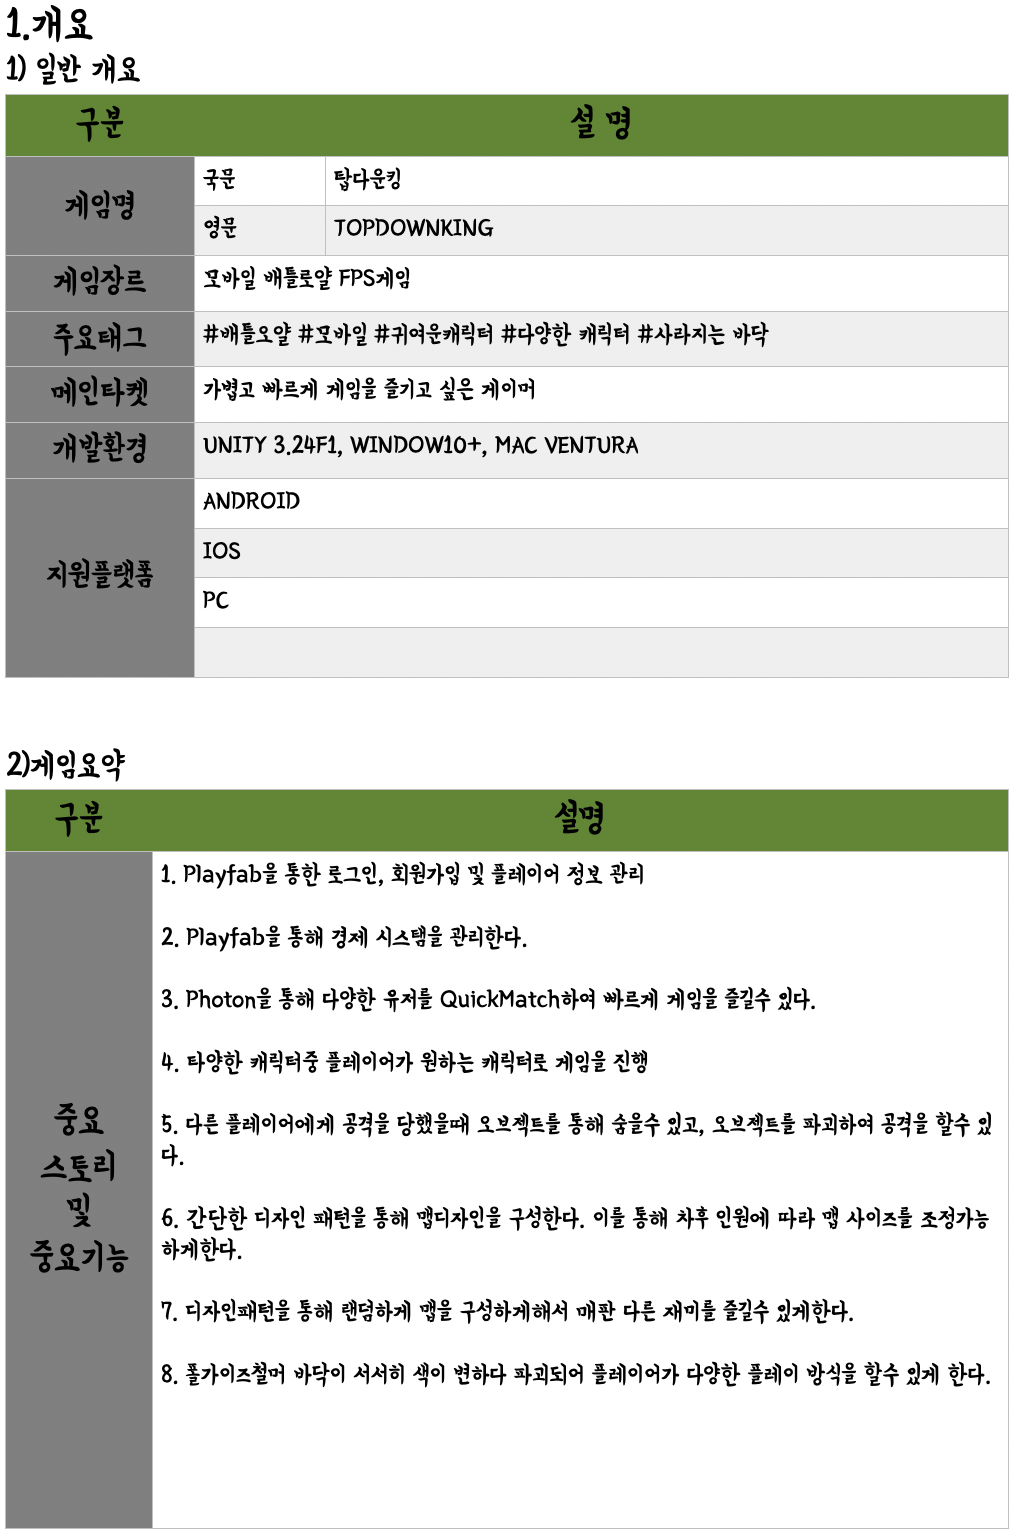 1.개요
1) 일반 개요
구분 설 명
게임명 국문 탑다운킹
영문 TOPDOWNKING
게임장르 모바일 배틀로얄 FPS게임
주요태그 #배틀오얄 #모바일 #귀여운캐릭터 #다양한 캐릭터 #사라지는 바닥
메인타켓 가볍고 빠르게 게임을 즐기고 싶은 게이머
개발환경 UNITY 3.24F1, WINDOW10+, MAC VENTURA
지원플랫폼 ANDROID
IOS
PC
2)게임요약
구분 설명
중요
스토리
및
중요기능
1. Playfab을 통한 로그인, 회원가입 및 플레이어 정보 관리
2. Playfab을 통해 경제 시스템을 관리한다.
3. Photon을 통해 다양한 유저를 QuickMatch하여 빠르게 게임을 즐길수 있다.
4. 타양한 캐릭터중 플레이어가 원하는 캐릭터로 게임을 진행
5. 다른 플레이어에게 공격을 당했을때 오브젝트를 통해 숨을수 있고, 오브젝트를 파괴하여 공격을 할수 있
다.
6. 간단한 디자인 패턴을 통해 맵디자인을 구성한다. 이를 통해 차후 인원에 따라 맵 사이즈를 조정가능
하게한다.
7. 디자인패턴을 통해 랜덤하게 맵을 구성하게해서 매판 다른 재미를 즐길수 있게한다.
8. 폴가이즈철머 바닥이 서서히 색이 변하다 파괴되어 플레이어가 다양한 플레이 방식을 할수 있게 한다.